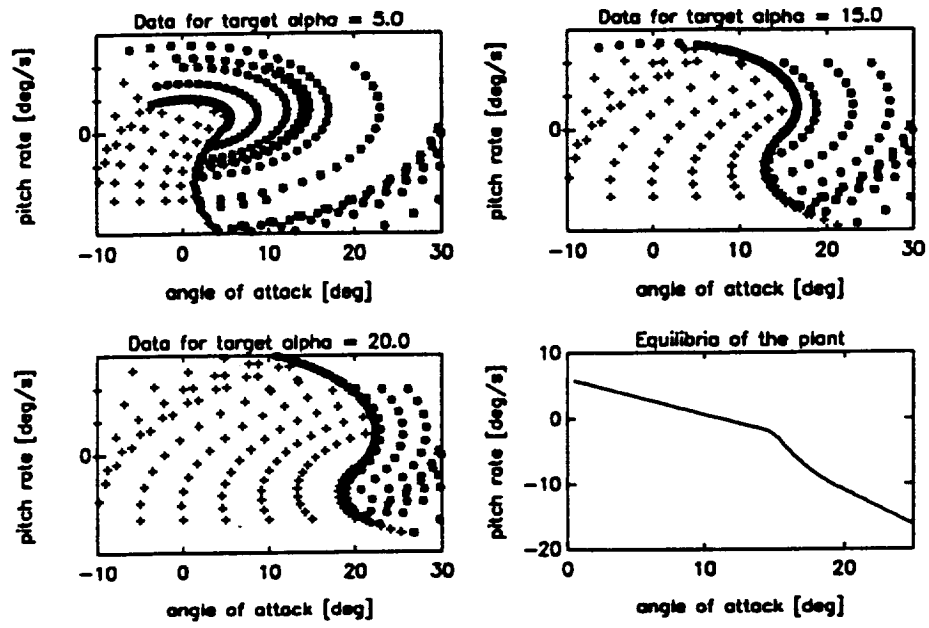 Data for target alpha = 5.0
pitch rate [deg/s]
0
-10 0 10 20 30
angle of attack [deg]
Data for target alpha = 15.0
pitch rate [deg/s]
0
-10 0 10 20 30
angle of attack [deg]
Data for target alpha = 20.0
pitch rate [deg/s]
0
-10 0 10 20 30
angle of attack [deg]
Equilibria of the plant
pitch rate [deg/s]
10
0
-10
-20
0 10 20
angle of attack [deg]